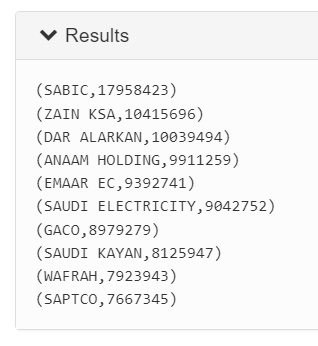 Results
(SABIC,17958423)
(ZAIN KSA,10415696)
(DAR ALARKAN,10039494)
(ANAAM HOLDING,9911259)
(EMAAR EC,9392741)
(SAUDI ELECTRICITY,9042752)
(GACO,8979279)
(SAUDI KAYAN,8125947)
(WAFRAH,7923943)
(SAPTCO,7667345)